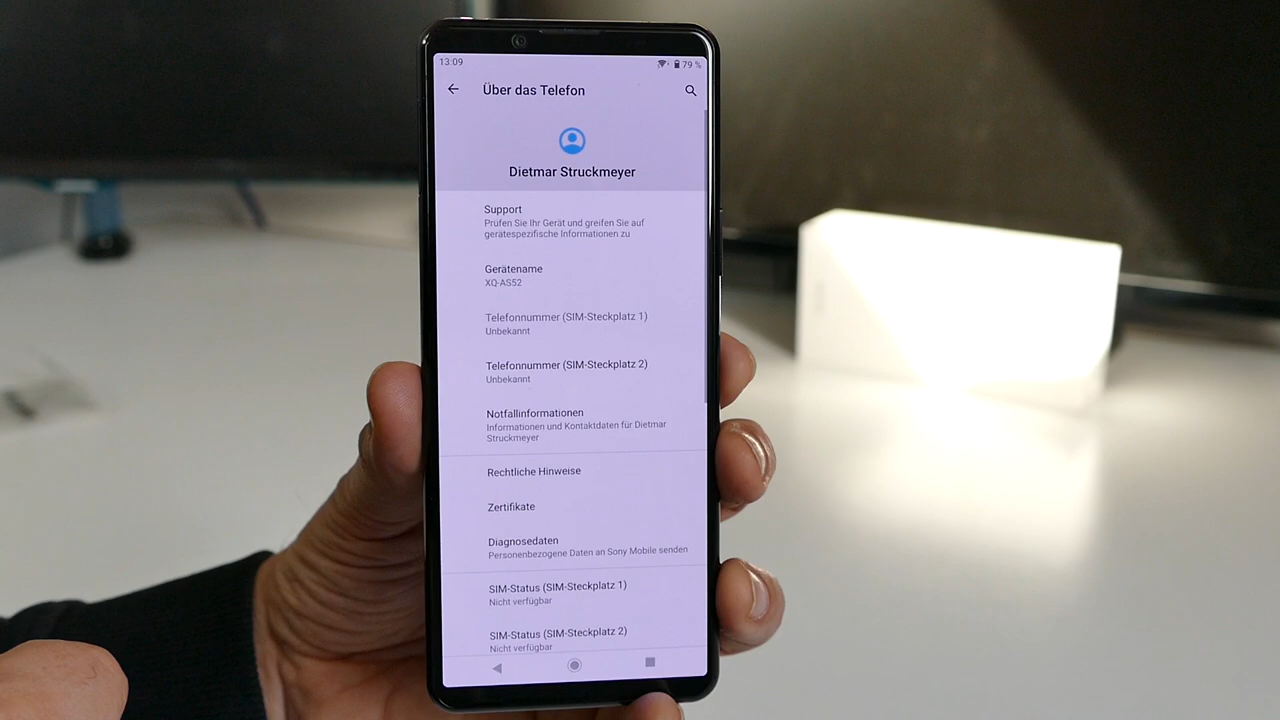 13:09
79 %
Über das Telefon
Dietmar Struckmeyer
Support
Prüfen Sie Ihr Gerät und greifen Sie auf
gerätespezifische Informationen zu
Gerätename
XQ-AS52
Telefonnummer (SIM-Steckplatz 1)
Unbekannt
Telefonnummer (SIM-Steckplatz 2)
Unbekannt
Notfallinformationen
Informationen und Kontaktdaten für Dietmar
Struckmeyer
Rechtliche Hinweise
Zertifikate
Diagnosedaten
Personenbezogene Daten an Sony Mobile senden
SIM-Status (SIM-Steckplatz 1)
Nicht verfügbar
SIM-Status (SIM-Steckplatz 2)
Nicht verfügbar